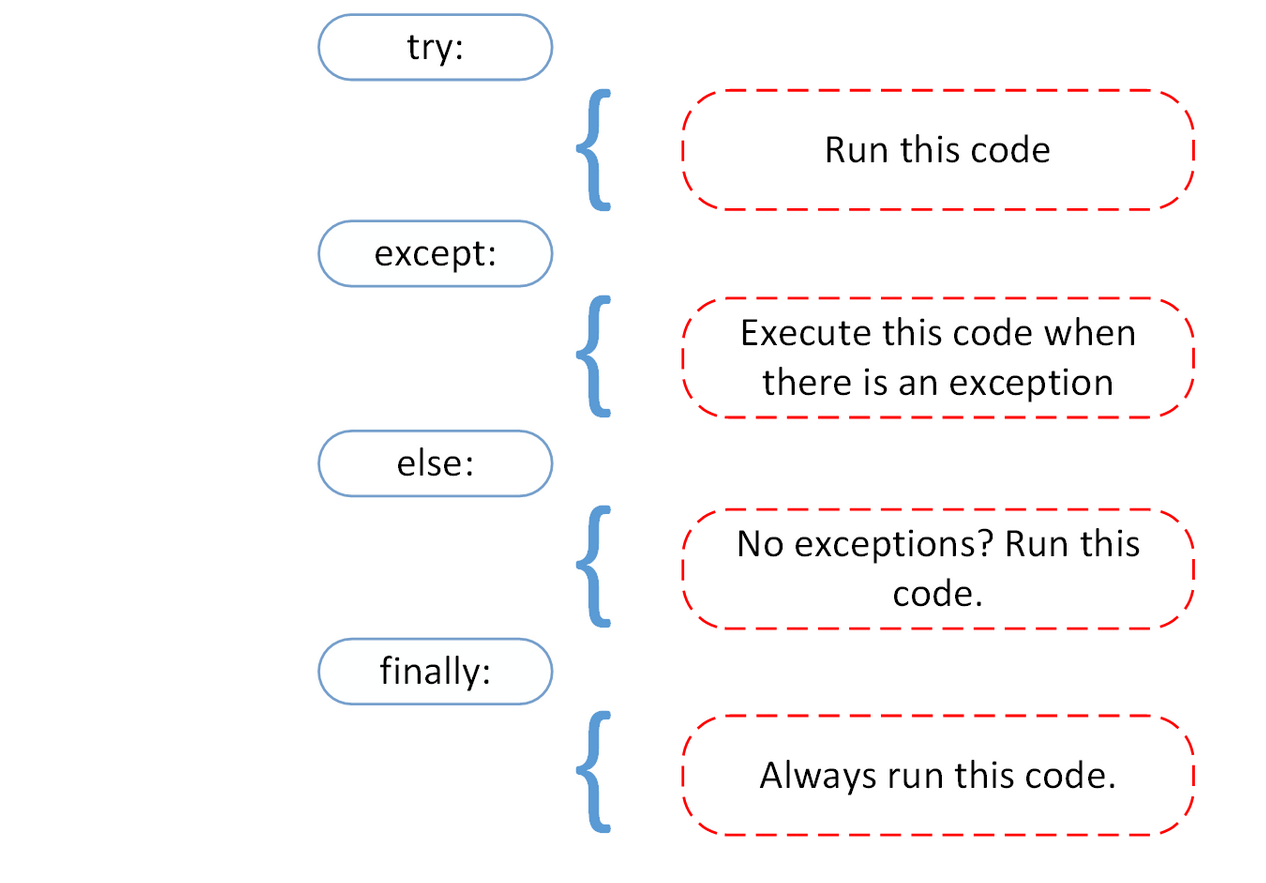 try:
Run this code
except:
Execute this code when
there is an exception
else:
No exceptions? Run this
code.
finally:
Always run this code.